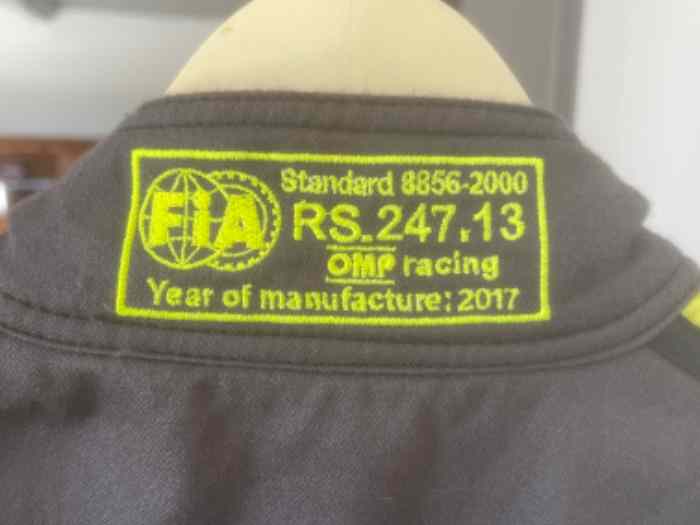 Standard 8856-2000
FIA RS.247.13
OMP racing
Year of manufacture: 2017